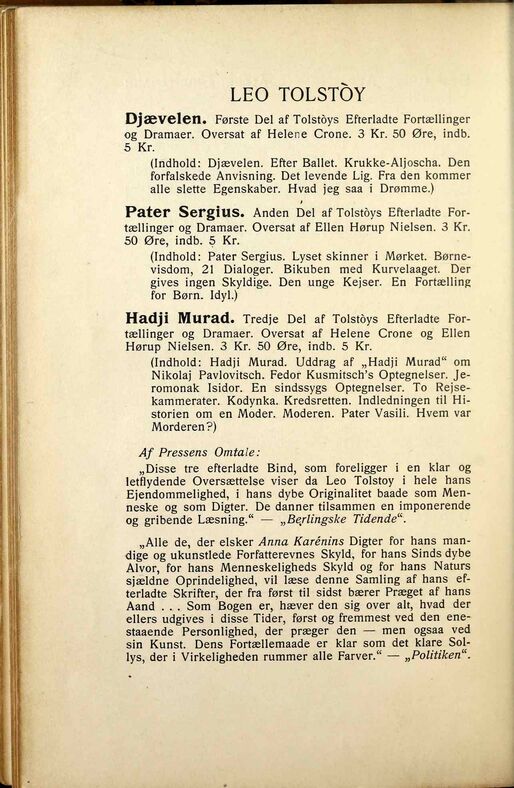 LEO TOLSTÒY
Djævelen. Første Del af Tolstòys Efterladte Fortællinger
og Dramaer. Oversat af Helene Crone. 3 Kr. 50 Øre, indb.
5 Kr.
(Indhold: Djævelen. Efter Ballet. Krukke-Aljoscha. Den
forfalskede Anvisning. Det levende Lig. Fra den kommer
alle slette Egenskaber. Hvad jeg saa i Drømme.)
Pater Sergius. Anden Del af Tolstòys Efterladte For-
tællinger og Dramaer. Oversat af Ellen Hørup Nielsen. 3 Kr.
50 Øre, indb. 5 Kr.
(Indhold: Pater Sergius. Lyset skinner i Mørket. Børne-
visdom, 21 Dialoger. Bikuben med Kurvelaaget. Der
gives ingen Skyldige. Den unge Kejser. En Fortælling
for Børn. Idyl.)
Hadji Murad. Tredje Del af Tolstòys Efterladte For-
tællinger og Dramaer. Oversat af Helene Crone og Ellen
Hørup Nielsen. 3 Kr. 50 Øre, indb. 5 Kr.
(Indhold: Hadji Murad. Uddrag af „Hadji Murad“ om
Nikolaj Pavlovitsch. Fedor Kusmitsch's Optegnelser. Je-
romonak Isidor. En sindssygs Optegnelser. To Rejse-
kammerater. Kodynka. Kredsretten. Indledningen til Hi-
storien om en Moder. Moderen. Pater Vasili. Hvem var
Morderen?)
Af Pressens Omtale:
„Disse tre efterladte Bind, som foreligger i en klar og
letflydende Oversættelse viser da Leo Tolstoy i hele hans
Ejendommelighed, i hans dybe Originalitet baade som Men-
neske og som Digter. De danner tilsammen en imponerende
og gribende Læsning.“ — „Berlingske Tidende“.
„Alle de, der elsker Anna Karénins Digter for hans man-
dige og ukunstlede Forfatterevnes Skyld, for hans Sinds dybe
Alvor, for hans Menneskeligheds Skyld og for hans Naturs
sjældne Oprindelighed, vil læse denne Samling af hans ef-
terladte Skrifter, der fra først til sidst bærer Præget af hans
Aand . . . Som Bogen er, hæver den sig over alt, hvad der
ellers udgives i disse Tider, først og fremmest ved den ene-
staaende Personlighed, der præger den — men ogsaa ved
sin Kunst. Dens Fortællemaade er klar som det klare Sol-
lys, der i Virkeligheden rummer alle Farver.“ — „Politiken“.